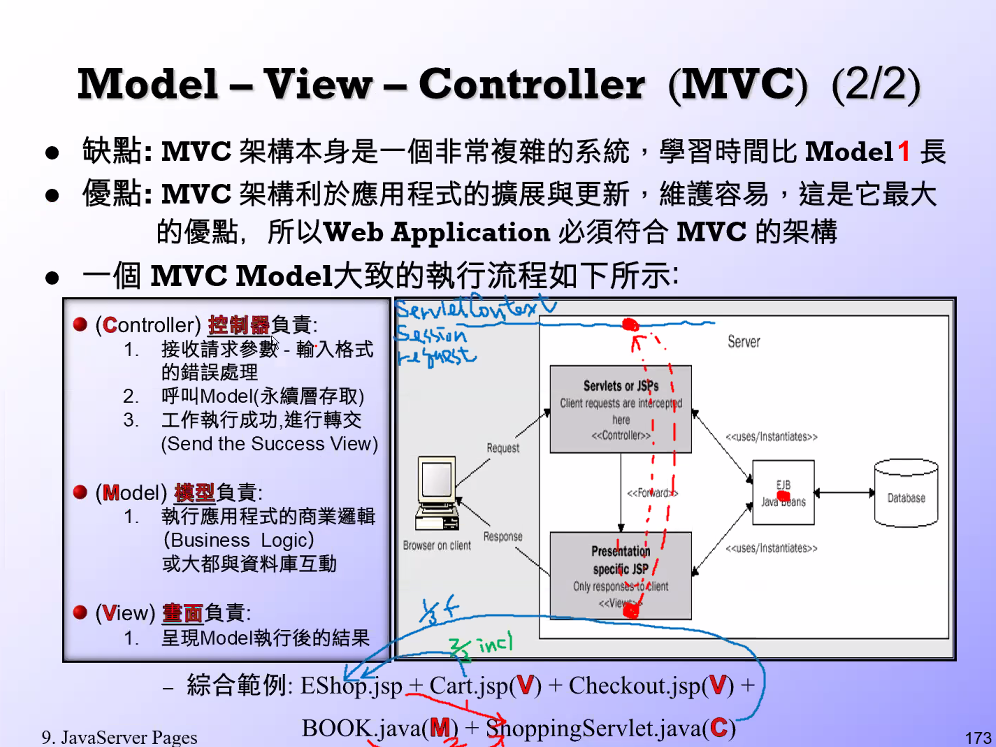 Model – View – Controller (MVC) (2/2)
● 缺點: MVC 架構本身是一個非常複雜的系統，學習時間比 Model1 長
● 優點: MVC 架構利於應用程式的擴展與更新，維護容易，這是它最大
的優點, 所以Web Application 必須符合 MVC 的架構
● 一個 MVC Model大致的執行流程如下所示:
(Controller) 控制器負責:
1. 接收請求參數 - 輸入格式
的錯誤處理
2. 呼叫Model(永續層存取)
3. 工作執行成功,進行轉交
(Send the Success View)
(Model) 模型負責:
1. 執行應用程式的商業邏輯
(Business Logic)
或大都與資料庫互動
(View) 畫面負責:
1. 呈現Model執行後的結果
ServletContext
Session
request
Server
Servlets or JSPs
Client requests are intercepted
here
<<Controller>>
Request
<<uses/Instantiates>>
<<Forward>>
EJB
Java Beans
Database
Browser on client
Response
Presentation
specific JSP
Only responses to client
<<View>>
<<uses/Instantiates>>
1/3 f
2/3 incl
– 綜合範例: EShop.jsp + Cart.jsp(V) + Checkout.jsp(V) +
BOOK.java(M) + ShoppingServlet.java(C)
9. JavaServer Pages
173